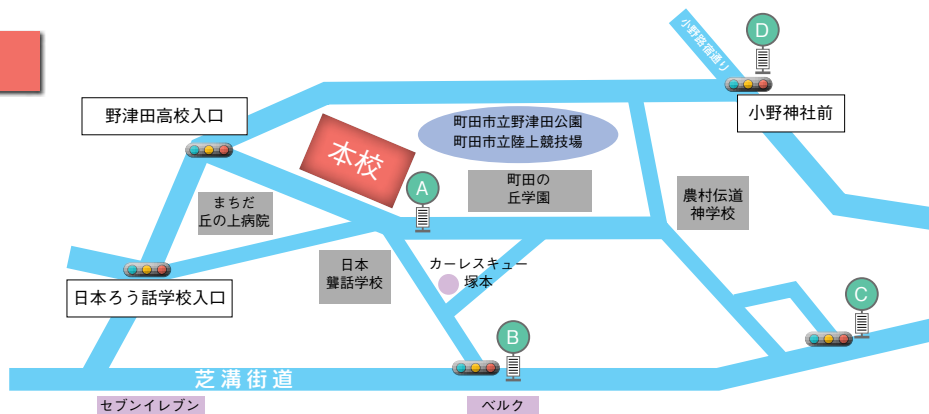 小野路宿通り
D
野津田高校入口
小野神社前
町田市立野津田公園
町田市立陸上競技場
本校
A
町田の
丘学園
農村伝道
神学校
まちだ
丘の上病院
日本
聾話学校
カーレスキュー
塚本
日本ろう話学校入口
C
B
芝溝街道
セブンイレブン
ベルク